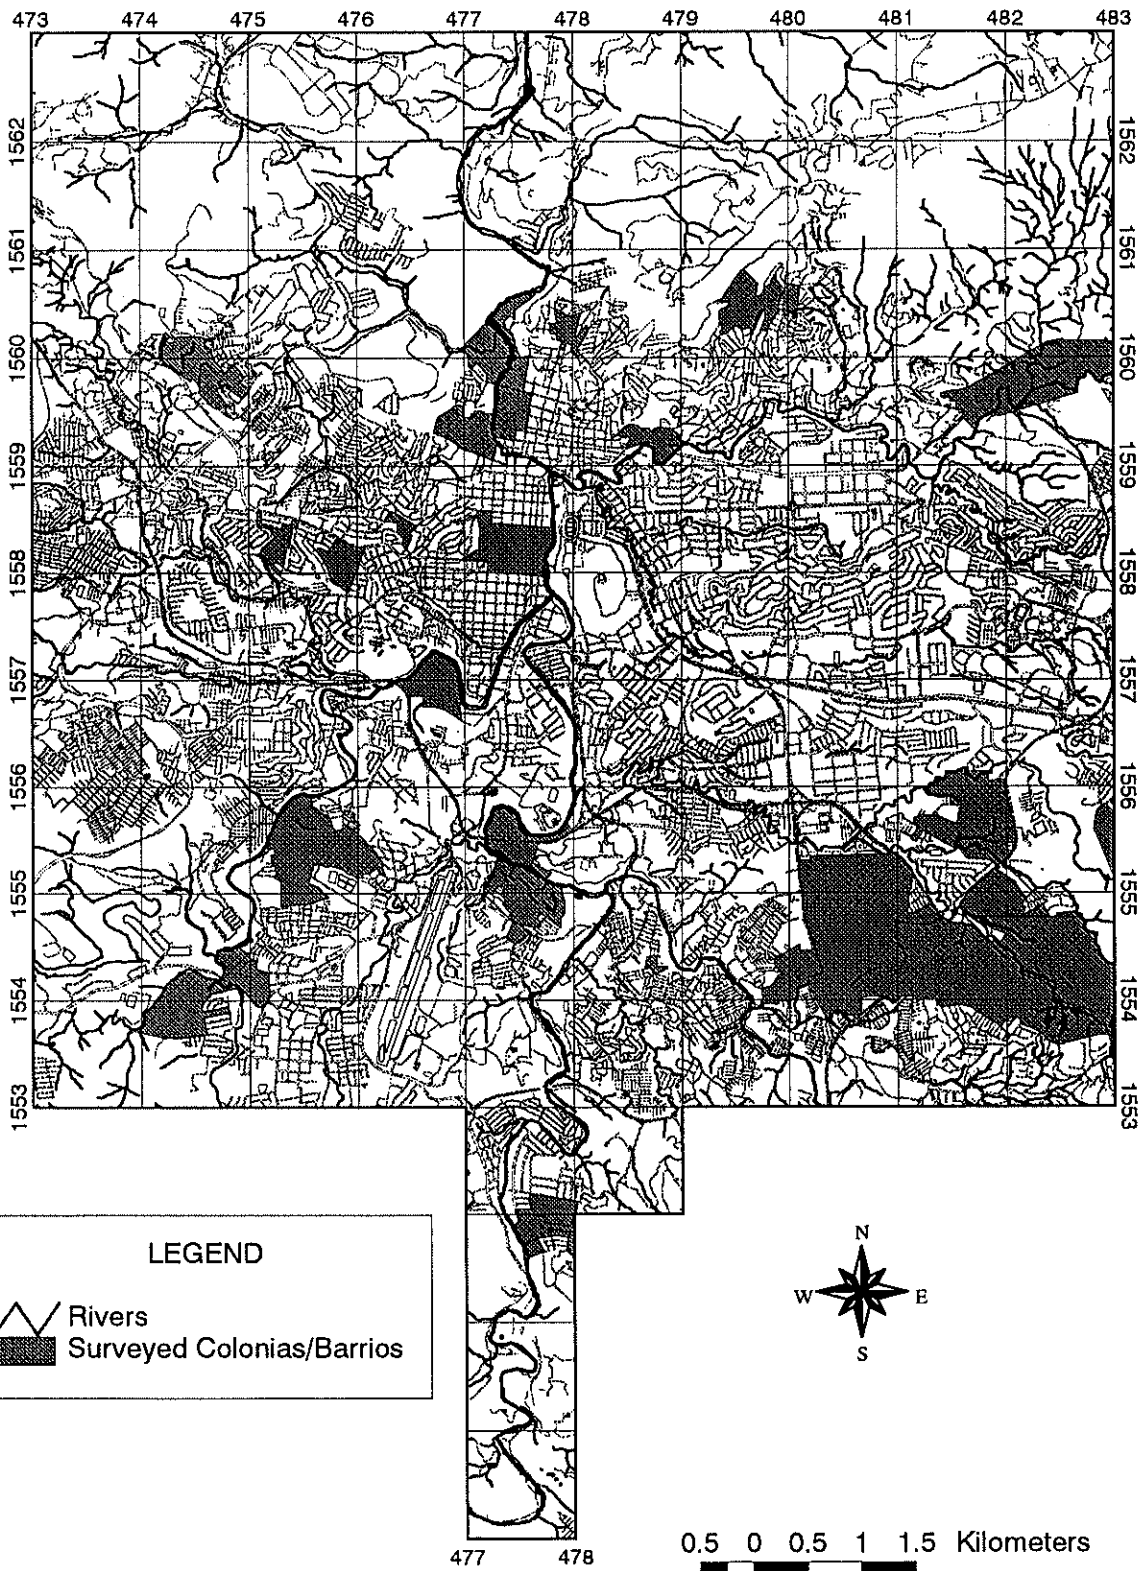 473 474 475 476 477 478 479 480 481 482 483
1562 1562
1561 1561
1560 1560
1559 1559
1558 1558
1557 1557
1556 1556
1555 1555
1554 1554
1553 1553
LEGEND
Rivers
Surveyed Colonias/Barrios
N
W E
S
477 478
0.5 0 0.5 1 1.5 Kilometers